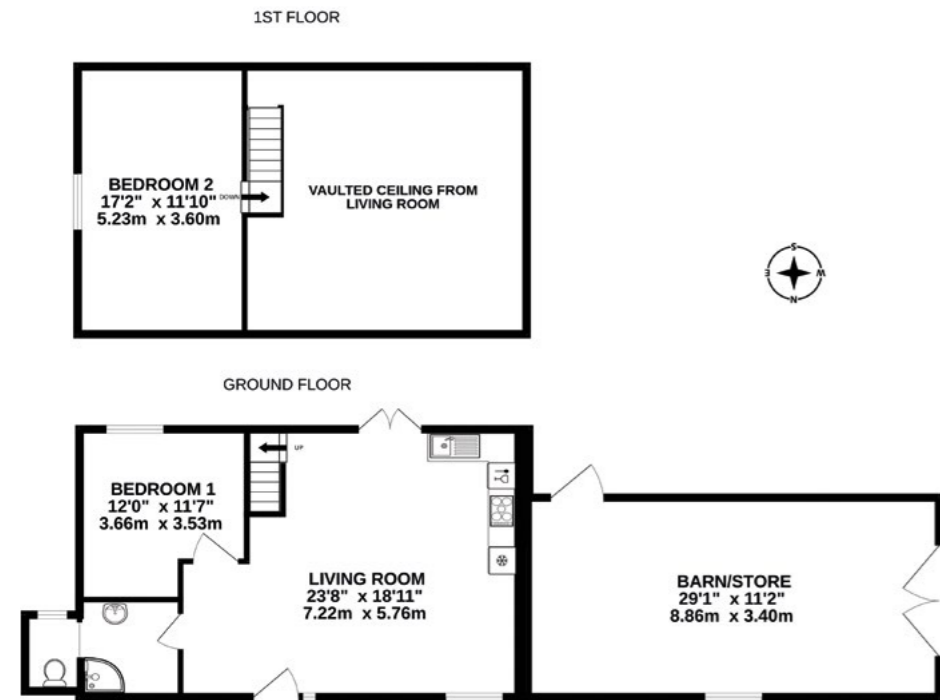 1ST FLOOR
BEDROOM 2
17'2" x 11'10"
5.23m x 3.60m
DOWN
VAULTED CEILING FROM
LIVING ROOM
S
E W
N
GROUND FLOOR
UP
BEDROOM 1
12'0" x 11'7"
3.66m x 3.53m
LIVING ROOM
23'8" x 18'11"
7.22m x 5.76m
BARN/STORE
29'1" x 11'2"
8.86m x 3.40m